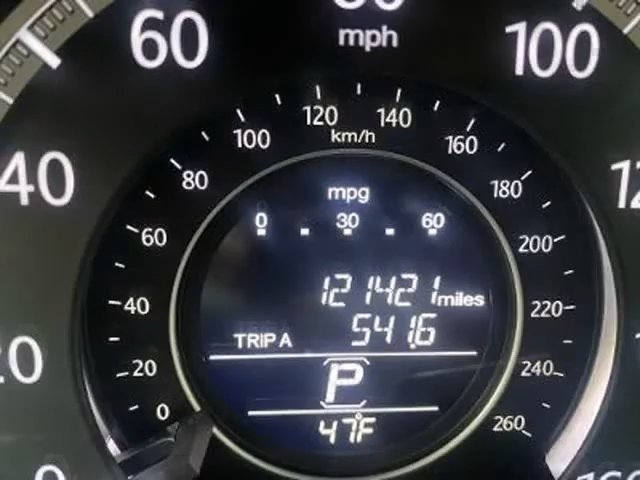 60
mph
100
40
120 140
100 km/h 160
80 180
60 200
40 220
20 240
0 260
mpg
0 30 60
121421 miles
TRIP A 541.6
P
47°F